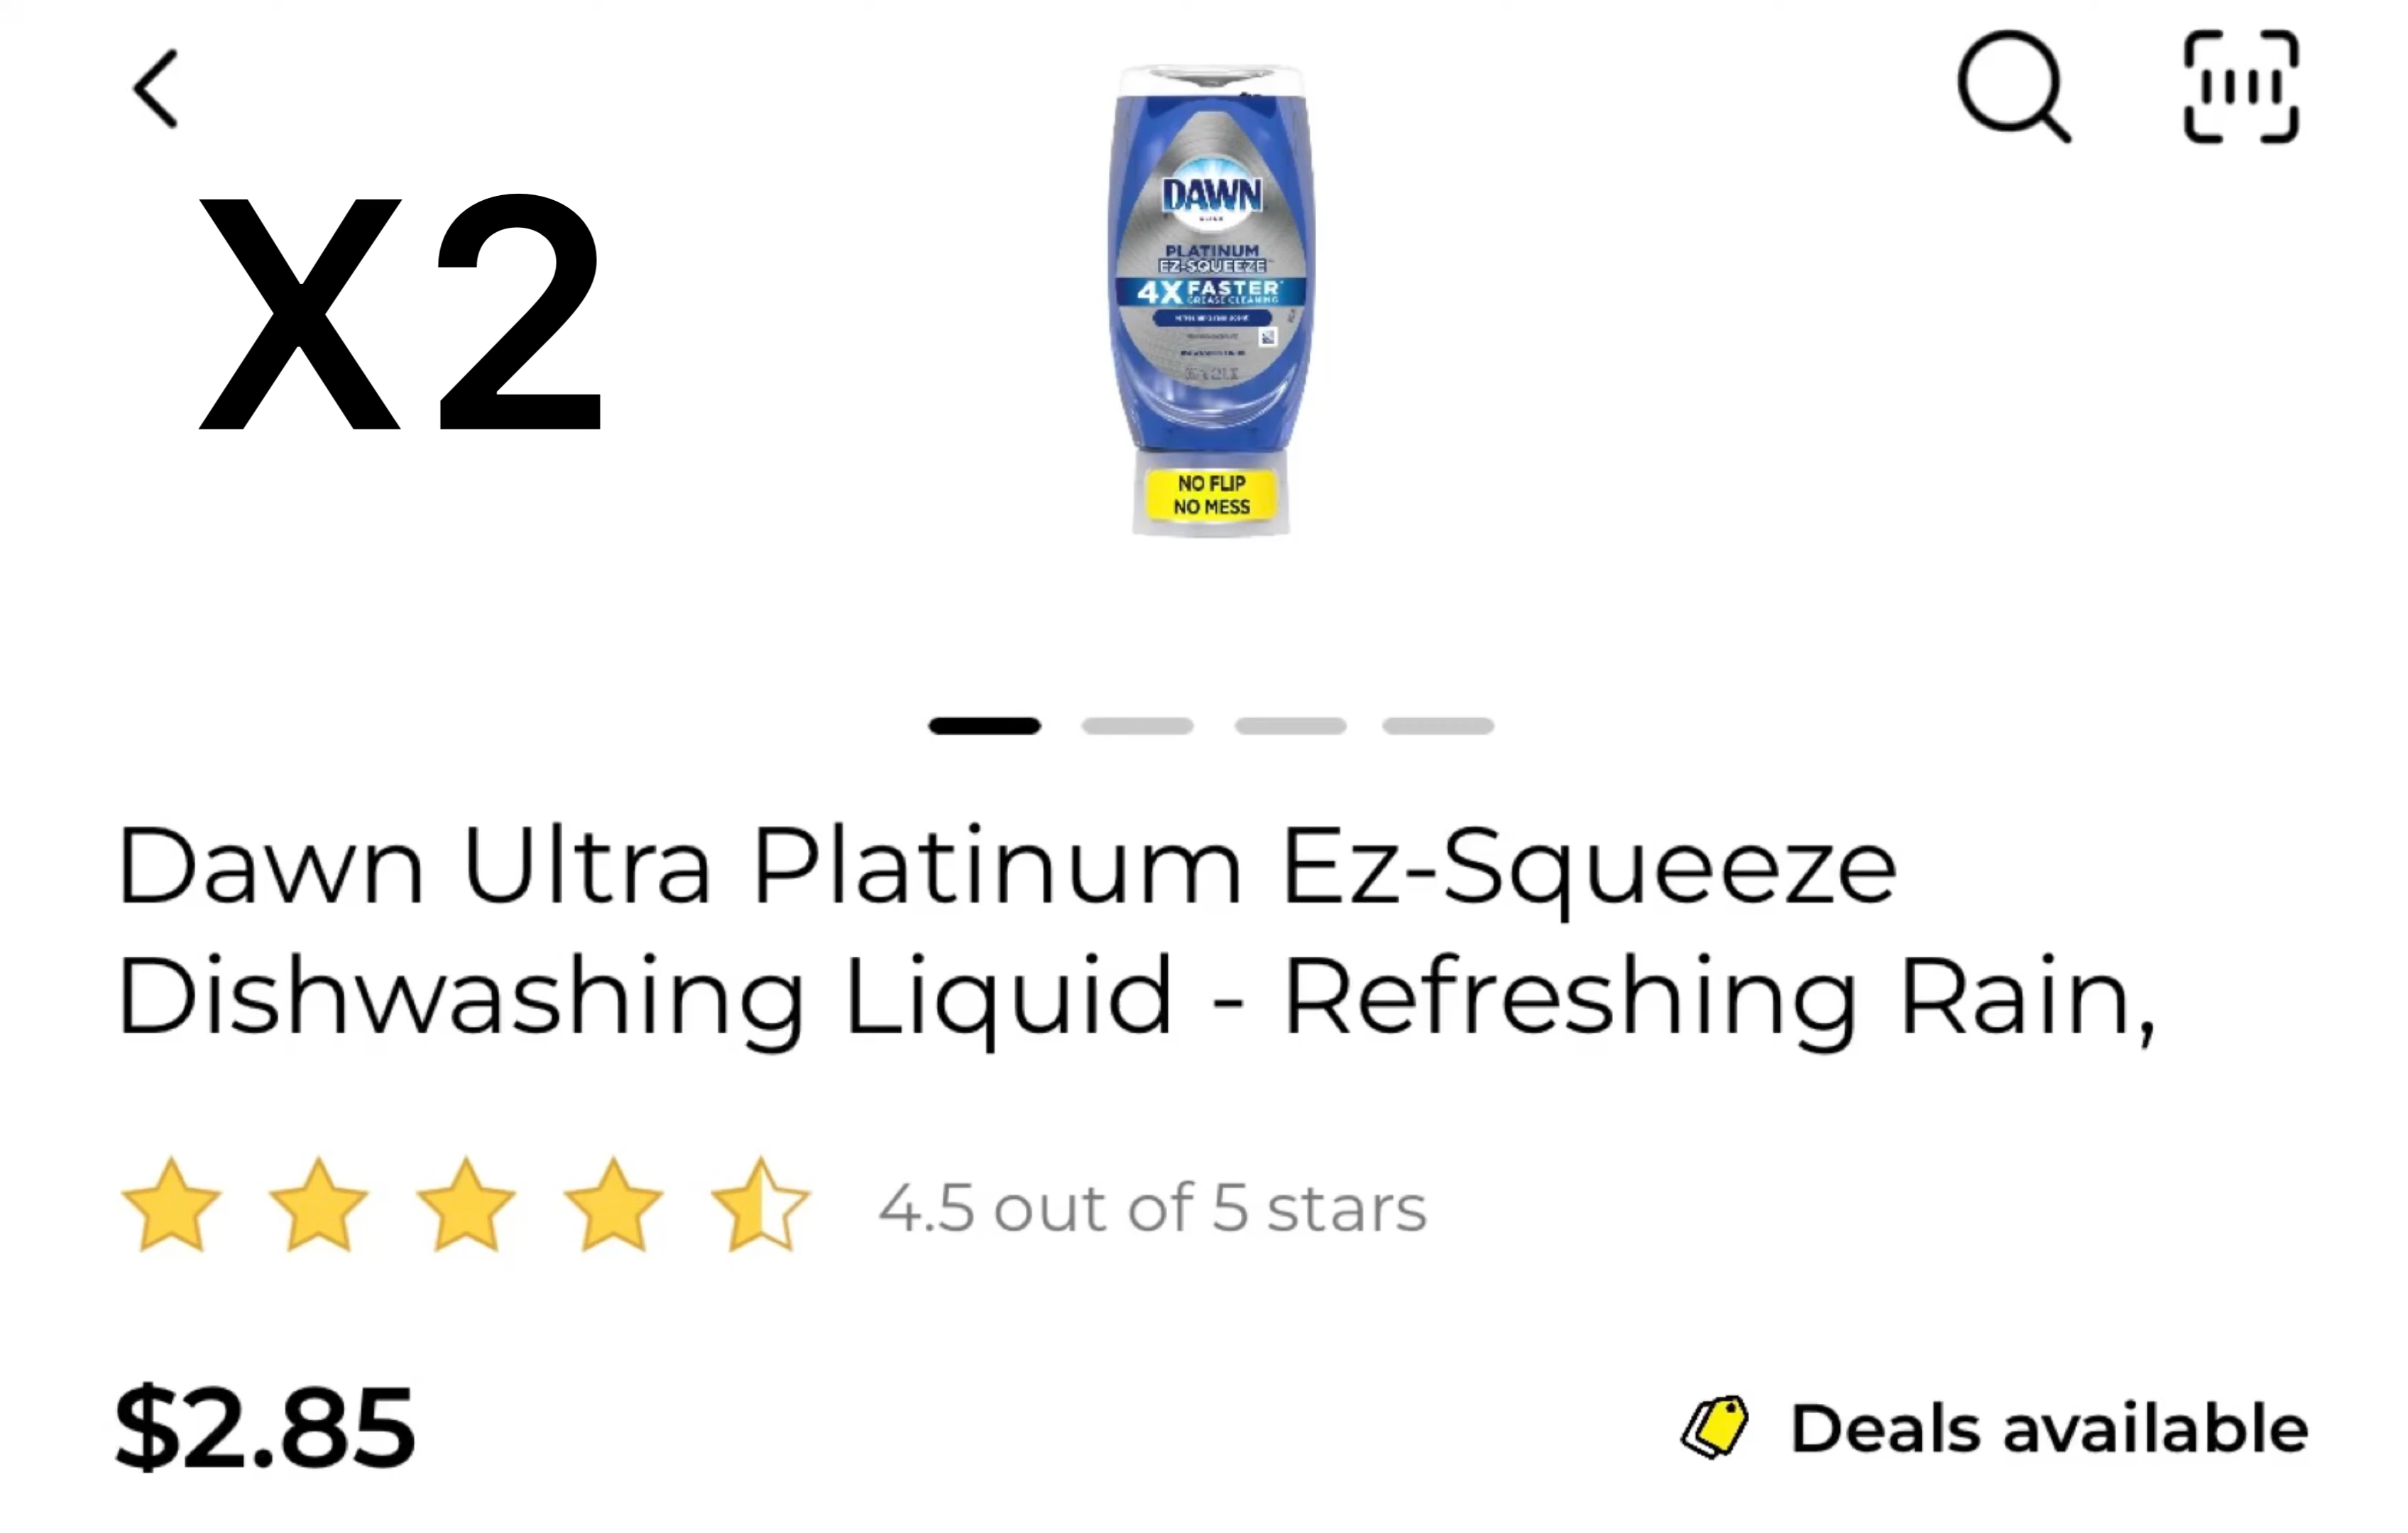 X2
DAWN
ULTRA
PLATINUM
EZ-SQUEEZE
4X FASTER
GREASE CLEANING
NO FLIP
NO MESS
Dawn Ultra Platinum Ez-Squeeze
Dishwashing Liquid - Refreshing Rain,
4.5 out of 5 stars
$2.85
Deals available